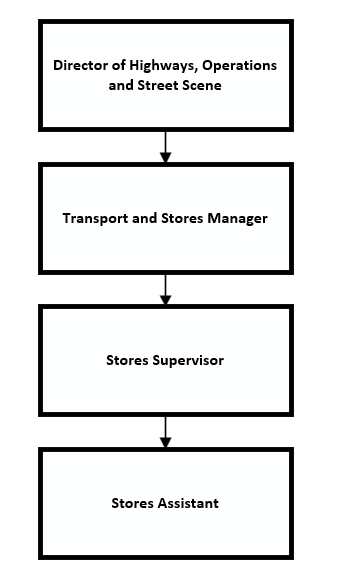 Director of Highways, Operations
and Street Scene
Transport and Stores Manager
Stores Supervisor
Stores Assistant